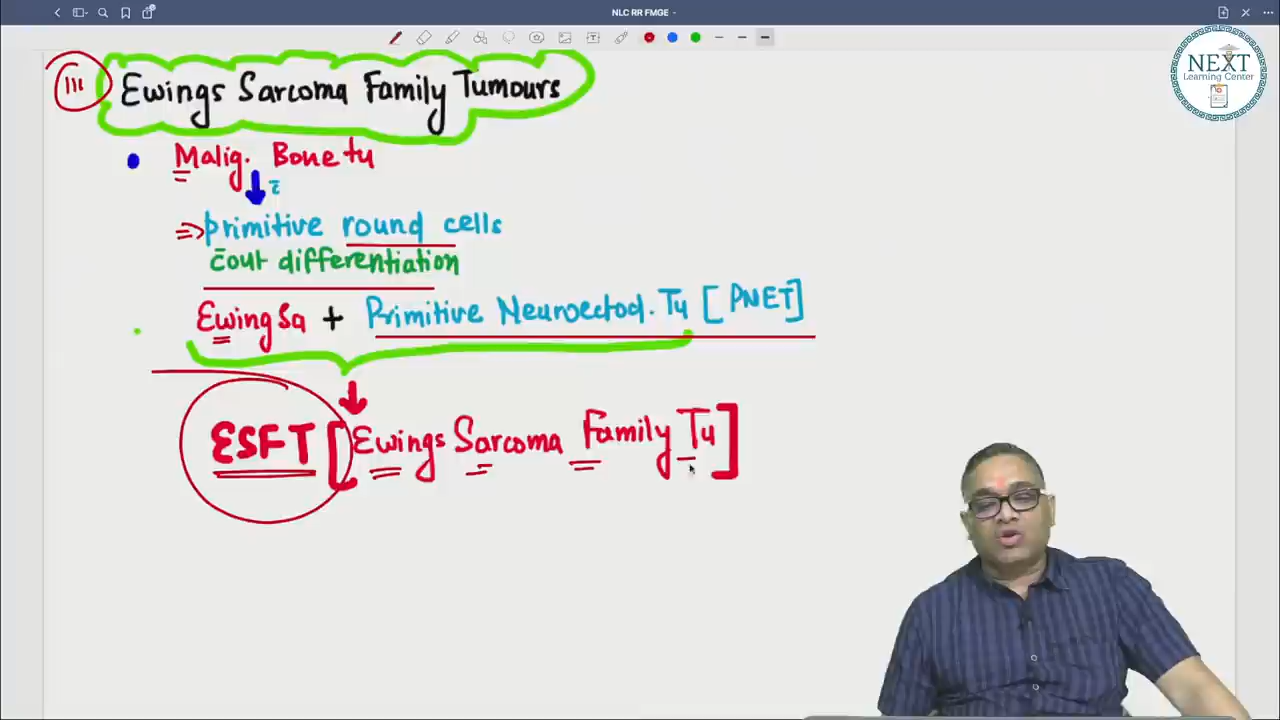 NLC RR FMGE
NEXT
Learning Center
III
Ewings Sarcoma Family Tumours
Malig. Bone tu
c̄
⇒ primitive round cells
c̄out differentiation
Ewing Sa + Primitive Neuroectod. Tu [PNET]
ESFT [Ewings Sarcoma Family Tu]